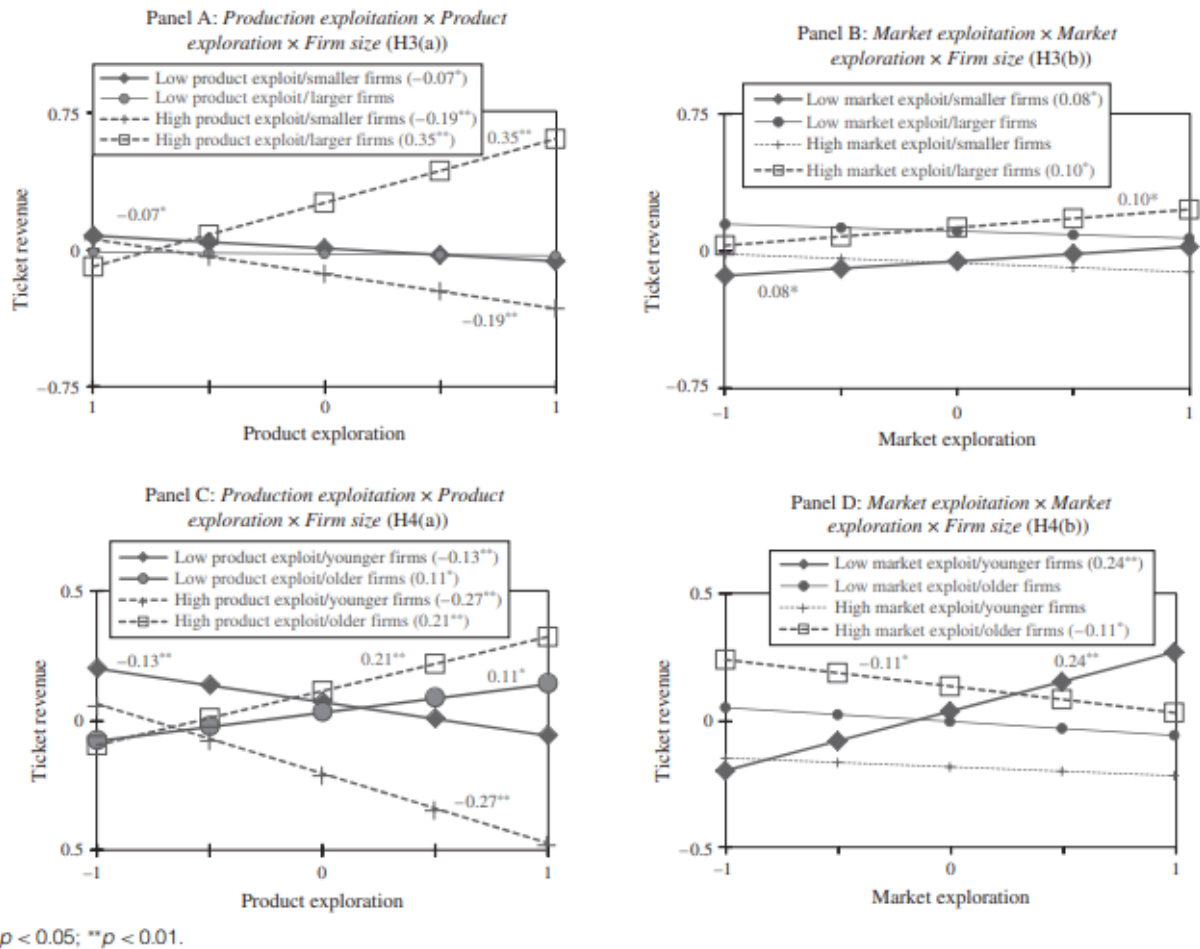 Panel A: Production exploitation × Product
exploration × Firm size (H3(a))
Low product exploit/smaller firms (−0.07*)
Low product exploit/larger firms
High product exploit/smaller firms (−0.19**)
High product exploit/larger firms (0.35**)
0.75
0
−0.75
Ticket revenue
−0.07*
0.35**
−0.19**
1
0
1
Product exploration
Panel B: Market exploitation × Market
exploration × Firm size (H3(b))
Low market exploit/smaller firms (0.08*)
Low market exploit/larger firms
High market exploit/smaller firms
High market exploit/larger firms (0.10*)
0.75
0
−0.75
Ticket revenue
0.10*
0.08*
−1
0
1
Market exploration
Panel C: Production exploitation × Product
exploration × Firm size (H4(a))
Low product exploit/younger firms (−0.13**)
Low product exploit/older firms (0.11*)
High product exploit/younger firms (−0.27**)
High product exploit/older firms (0.21**)
0.5
0
0.5
Ticket revenue
−0.13**
0.21**
0.11*
−0.27**
−1
0
1
Product exploration
Panel D: Market exploitation × Market
exploration × Firm size (H4(b))
Low market exploit/younger firms (0.24**)
Low market exploit/older firms
High market exploit/younger firms
High market exploit/older firms (−0.11*)
0.5
0
−0.5
Ticket revenue
−0.11*
0.24**
−1
0
1
Market exploration
p < 0.05; **p < 0.01.